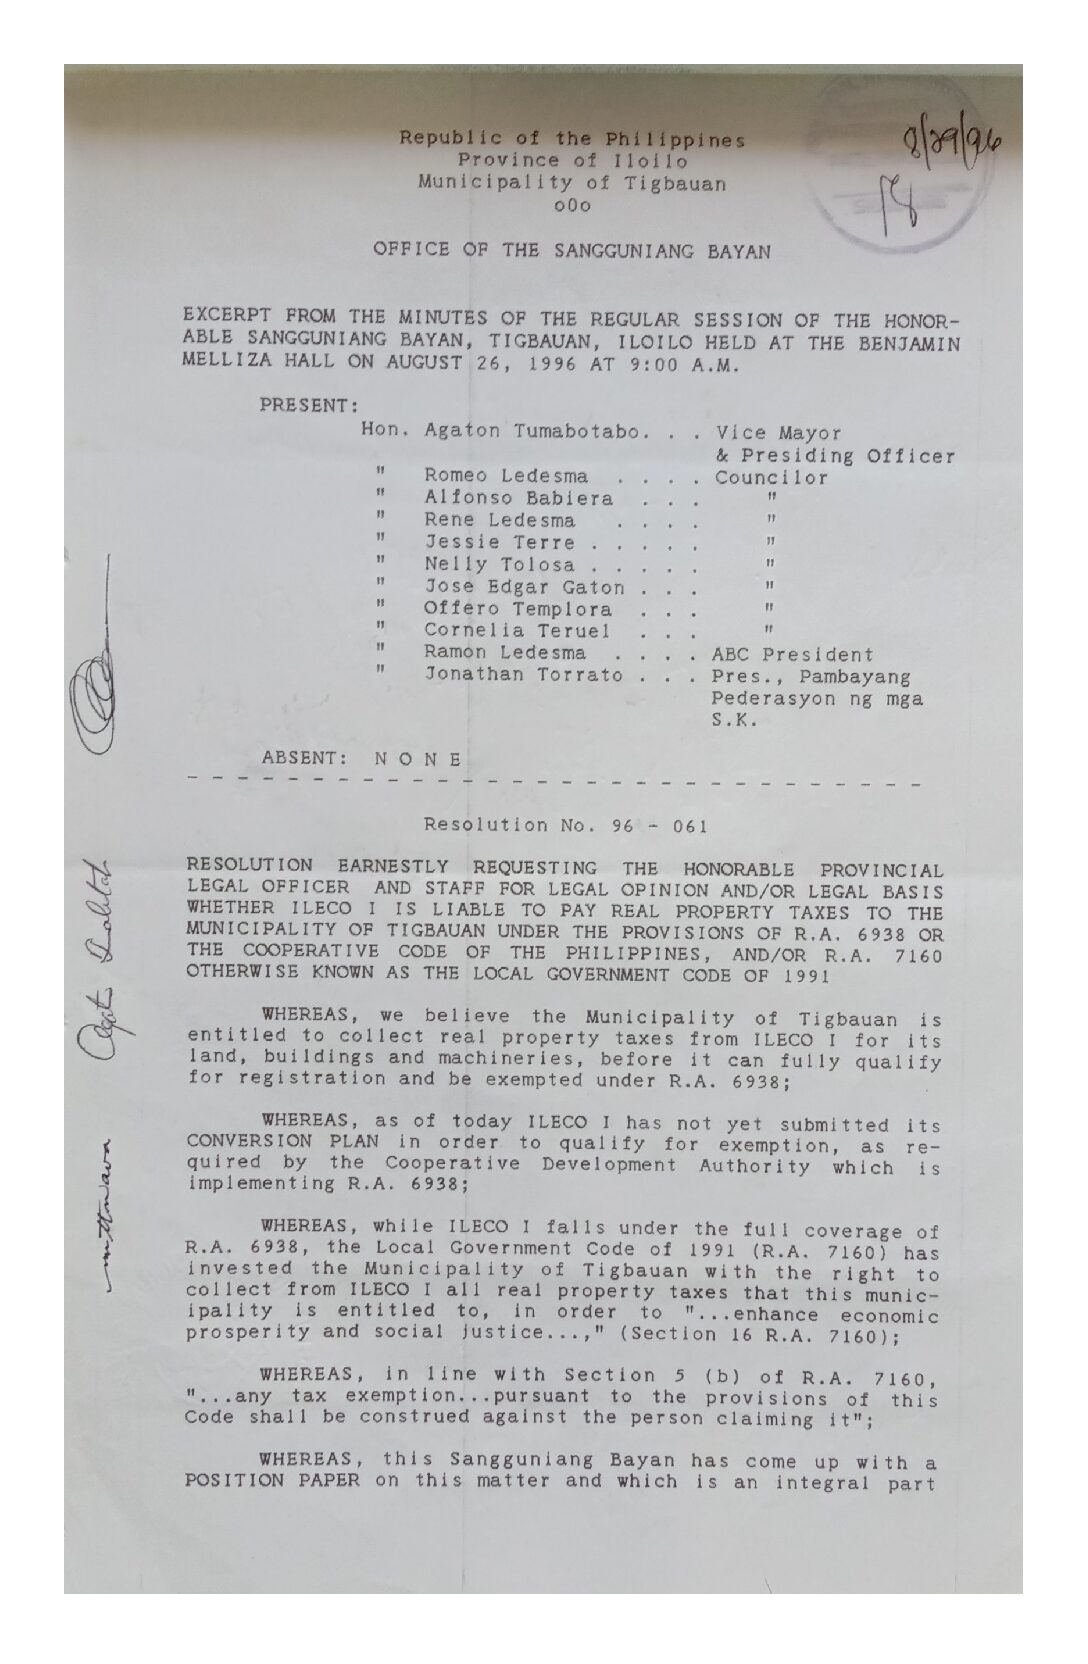 8/29/96
Republic of the Philippines
Province of Iloilo
Municipality of Tigbauan
oOo
OFFICE OF THE SANGGUNIANG BAYAN
EXCERPT FROM THE MINUTES OF THE REGULAR SESSION OF THE HONOR-
ABLE SANGGUNIANG BAYAN, TIGBAUAN, ILOILO HELD AT THE BENJAMIN
MELLIZA HALL ON AUGUST 26, 1996 AT 9:00 A.M.
PRESENT:
Hon. Agaton Tumabotabo. . . Vice Mayor
& Presiding Officer
" Romeo Ledesma . . . . Councilor
" Alfonso Babiera . . . "
" Rene Ledesma . . . . "
" Jessie Terre . . . . . "
" Nelly Tolosa . . . . . "
" Jose Edgar Gaton . . . "
" Offero Templora . . . "
" Cornelia Teruel . . . "
" Ramon Ledesma . . . . ABC President
" Jonathan Torrato . . . Pres., Pambayang
Pederasyon ng mga
S.K.
ABSENT: N O N E
- - - - - - - - - - - - - - - - - - - - - - - - - - - - - - - - - - -
Resolution No. 96 - 061
RESOLUTION EARNESTLY REQUESTING THE HONORABLE PROVINCIAL
LEGAL OFFICER AND STAFF FOR LEGAL OPINION AND/OR LEGAL BASIS
WHETHER ILECO I IS LIABLE TO PAY REAL PROPERTY TAXES TO THE
MUNICIPALITY OF TIGBAUAN UNDER THE PROVISIONS OF R.A. 6938 OR
THE COOPERATIVE CODE OF THE PHILIPPINES, AND/OR R.A. 7160
OTHERWISE KNOWN AS THE LOCAL GOVERNMENT CODE OF 1991
WHEREAS, we believe the Municipality of Tigbauan is
entitled to collect real property taxes from ILECO I for its
land, buildings and machineries, before it can fully qualify
for registration and be exempted under R.A. 6938;
WHEREAS, as of today ILECO I has not yet submitted its
CONVERSION PLAN in order to qualify for exemption, as re-
quired by the Cooperative Development Authority which is
implementing R.A. 6938;
WHEREAS, while ILECO I falls under the full coverage of
R.A. 6938, the Local Government Code of 1991 (R.A. 7160) has
invested the Municipality of Tigbauan with the right to
collect from ILECO I all real property taxes that this munic-
ipality is entitled to, in order to "...enhance economic
prosperity and social justice...," (Section 16 R.A. 7160);
WHEREAS, in line with Section 5 (b) of R.A. 7160,
"...any tax exemption...pursuant to the provisions of this
Code shall be construed against the person claiming it";
WHEREAS, this Sangguniang Bayan has come up with a
POSITION PAPER on this matter and which is an integral part